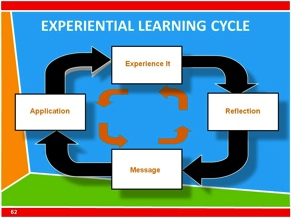 EXPERIENTIAL LEARNING CYCLE
Experience It
Application
Reflection
Message
62